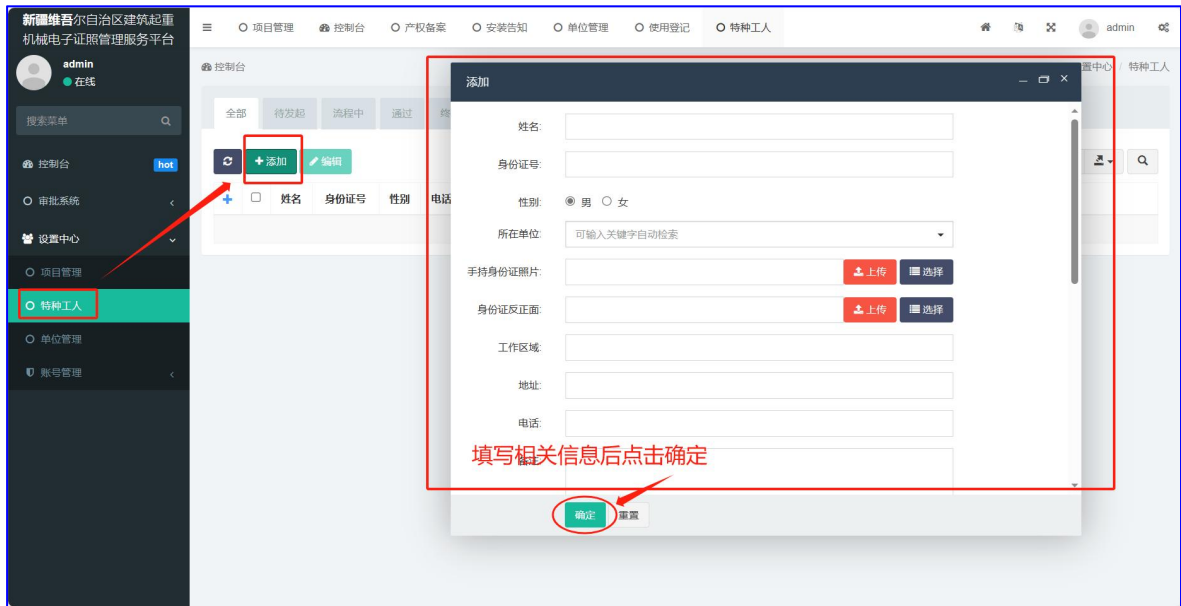 新疆维吾尔自治区建筑起重
机械电子证照管理服务平台
admin
在线
搜索菜单
控制台 hot
审批系统
设置中心
项目管理
特种工人
单位管理
账号管理
项目管理 控制台 产权备案 安装告知 单位管理 使用登记 特种工人 admin
控制台 置中心 / 特种工人
全部 待发起 流程中 通过 终
添加 编辑
姓名 身份证号 性别 电话
添加
姓名:
身份证号:
性别: 男 女
所在单位: 可输入关键字自动检索
手持身份证照片: 上传 选择
身份证反正面: 上传 选择
工作区域:
地址:
电话:
填写相关信息后点击确定
确定 重置